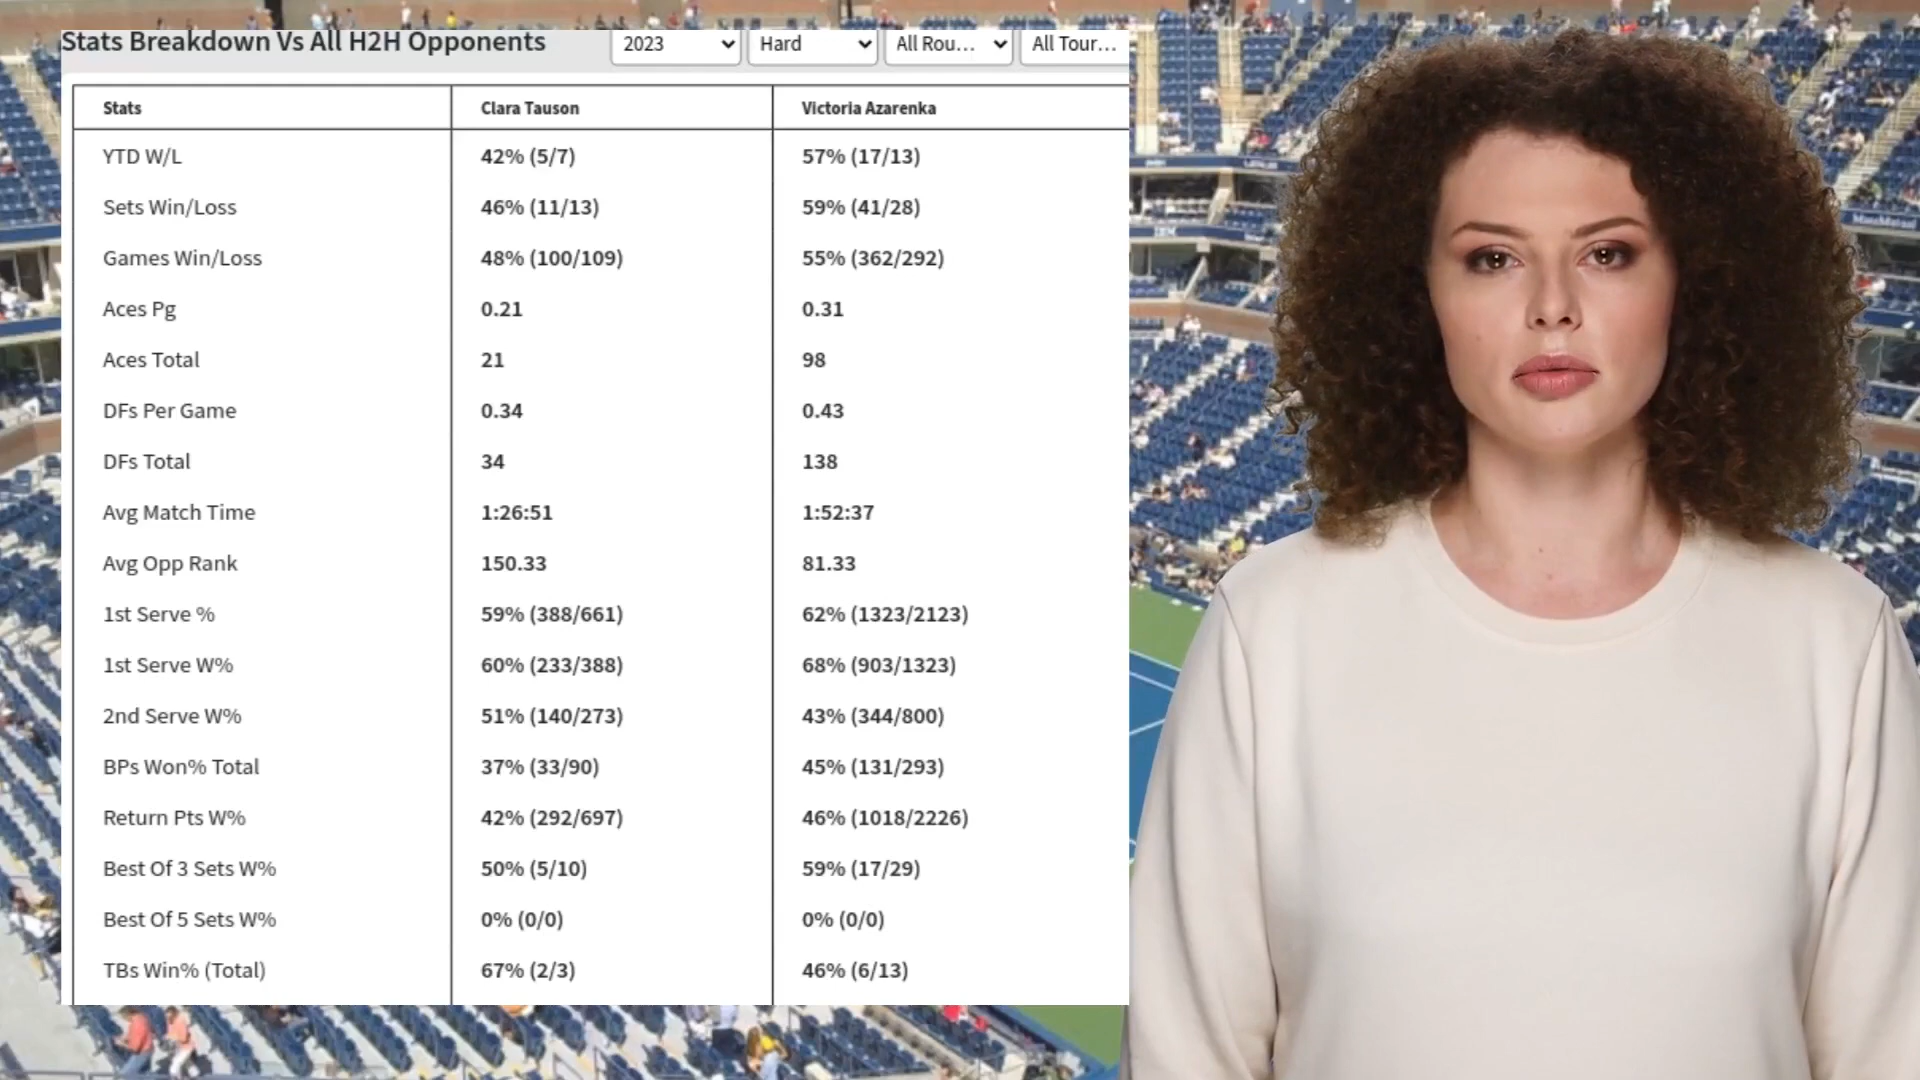 Stats Breakdown Vs All H2H Opponents 2023 Hard All Rou... All Tour...
Stats Clara Tauson Victoria Azarenka
YTD W/L 42% (5/7) 57% (17/13)
Sets Win/Loss 46% (11/13) 59% (41/28)
Games Win/Loss 48% (100/109) 55% (362/292)
Aces Pg 0.21 0.31
Aces Total 21 98
DFs Per Game 0.34 0.43
DFs Total 34 138
Avg Match Time 1:26:51 1:52:37
Avg Opp Rank 150.33 81.33
1st Serve % 59% (388/661) 62% (1323/2123)
1st Serve W% 60% (233/388) 68% (903/1323)
2nd Serve W% 51% (140/273) 43% (344/800)
BPs Won% Total 37% (33/90) 45% (131/293)
Return Pts W% 42% (292/697) 46% (1018/2226)
Best Of 3 Sets W% 50% (5/10) 59% (17/29)
Best Of 5 Sets W% 0% (0/0) 0% (0/0)
TBs Win% (Total) 67% (2/3) 46% (6/13)
IBM